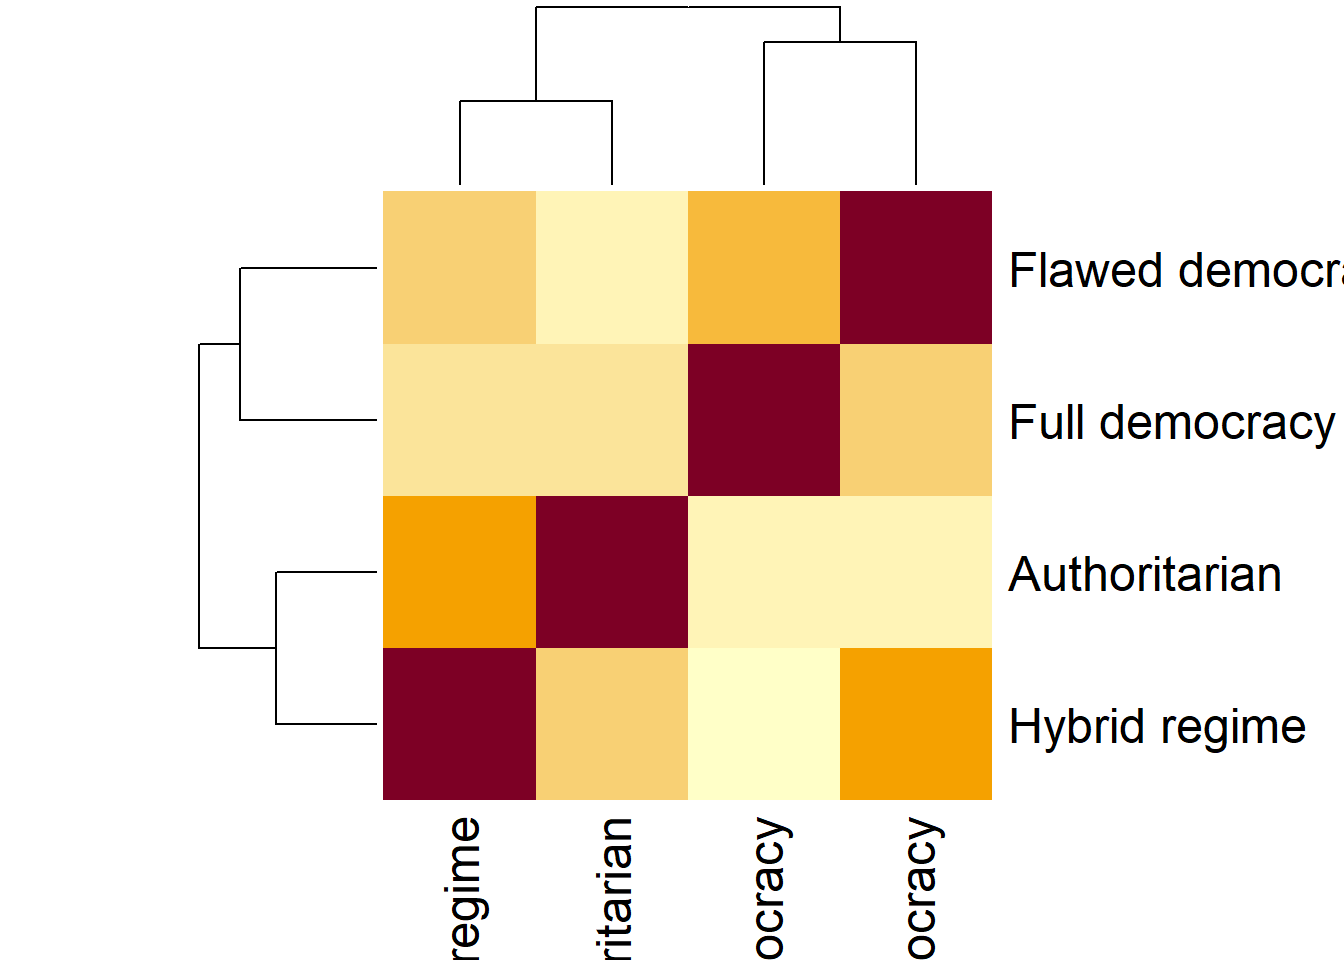 Flawed democra
Full democracy
Authoritarian
Hybrid regime
regime
ritarian
ocracy
ocracy